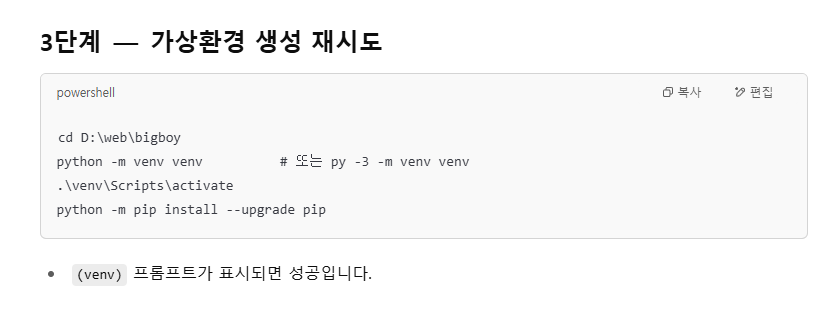 3단계 — 가상환경 생성 재시도
powershell 복사 편집
cd D:\web\bigboy
python -m venv venv # 또는 py -3 -m venv venv
.\venv\Scripts\activate
python -m pip install --upgrade pip
(venv) 프롬프트가 표시되면 성공입니다.